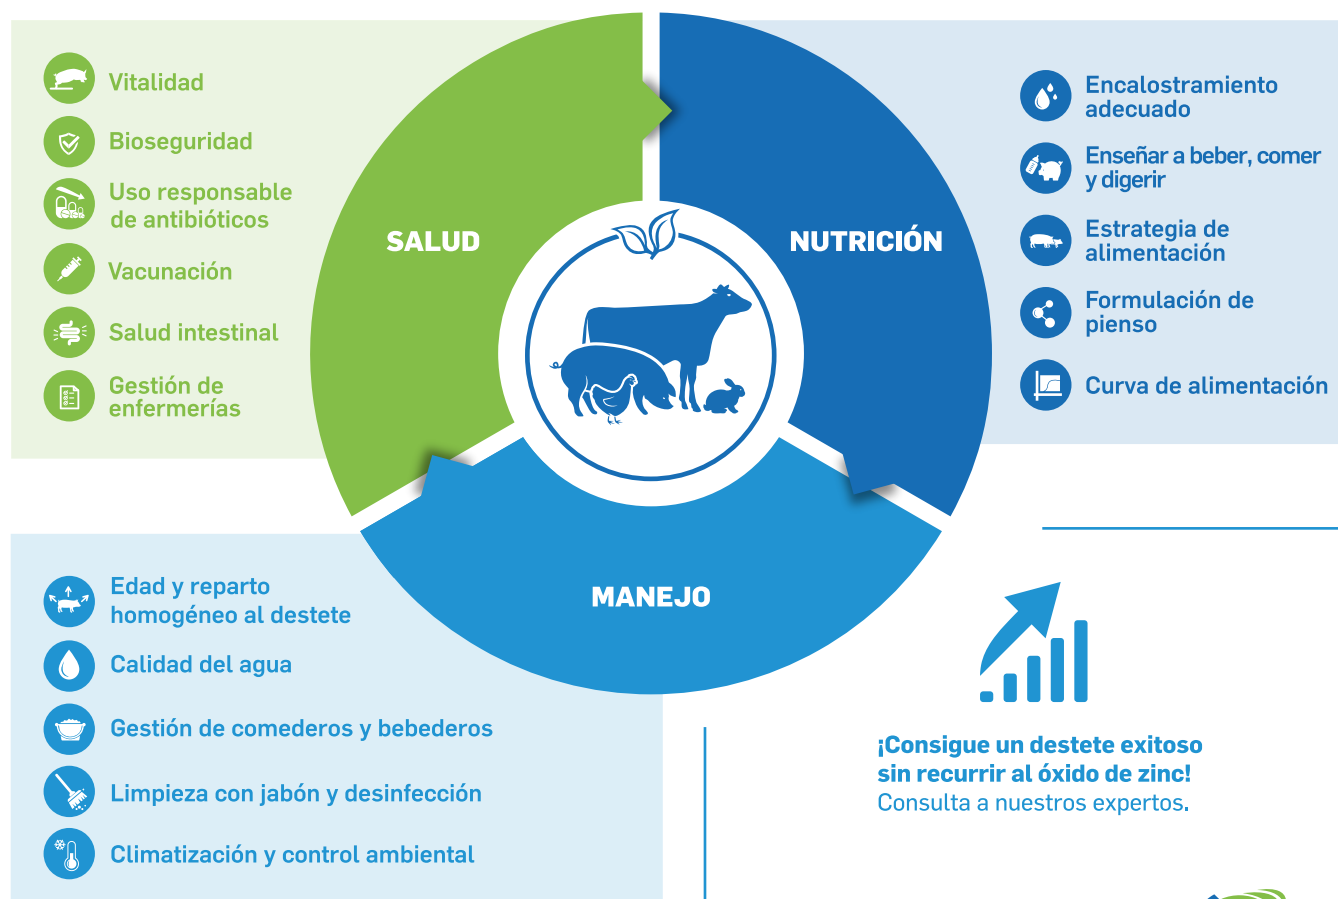 Vitalidad
Bioseguridad
Uso responsable
de antibióticos
Vacunación
Salud intestinal
Gestión de
enfermerías
SALUD
NUTRICIÓN
Encalostramiento
adecuado
Enseñar a beber, comer
y digerir
Estrategia de
alimentación
Formulación de
pienso
Curva de alimentación
MANEJO
Edad y reparto
homogéneo al destete
Calidad del agua
Gestión de comederos y bebederos
Limpieza con jabón y desinfección
Climatización y control ambiental
¡Consigue un destete exitoso
sin recurrir al óxido de zinc!
Consulta a nuestros expertos.